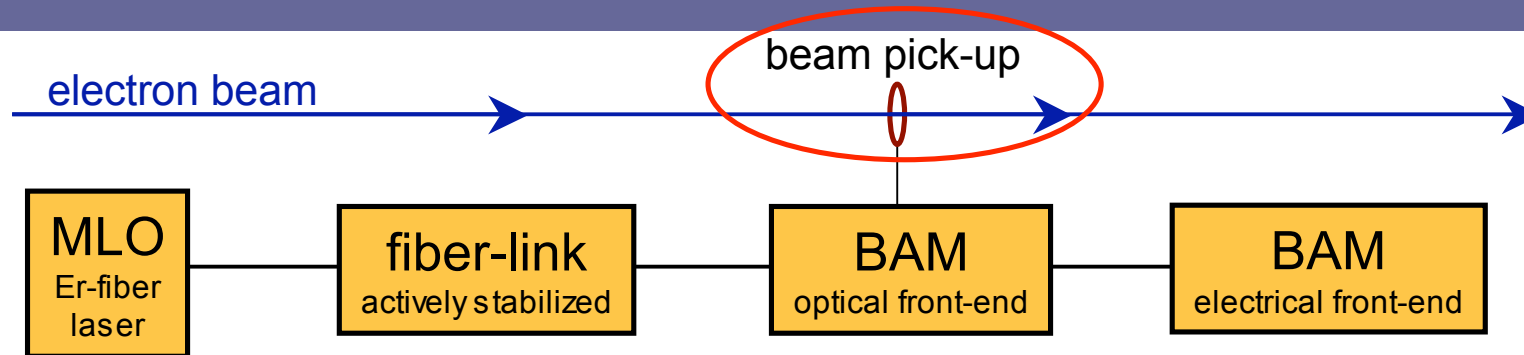 beam pick-up
electron beam
MLO
Er-fiber
laser
fiber-link
actively stabilized
BAM
optical front-end
BAM
electrical front-end